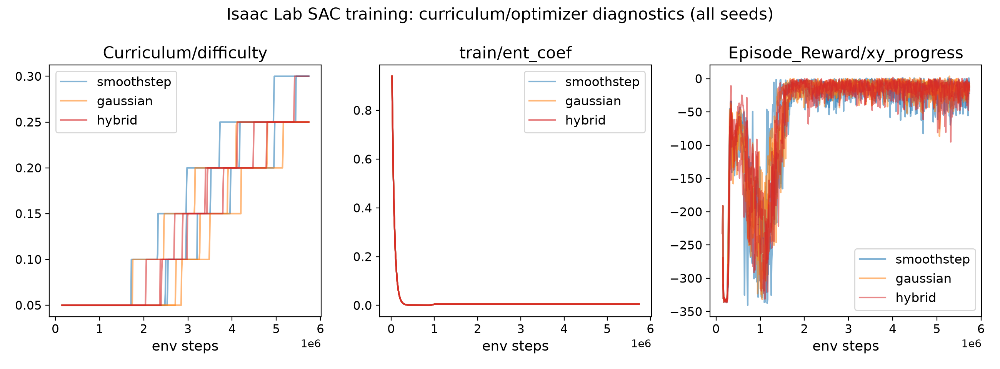 Isaac Lab SAC training: curriculum/optimizer diagnostics (all seeds)
Curriculum/difficulty
0.30
0.25
0.20
0.15
0.10
0.05
smoothstep
gaussian
hybrid
0 1 2 3 4 5 6
1e6
env steps
train/ent_coef
0.8
0.6
0.4
0.2
0.0
smoothstep
gaussian
hybrid
0 1 2 3 4 5 6
1e6
env steps
Episode_Reward/xy_progress
0
−50
−100
−150
−200
−250
−300
−350
smoothstep
gaussian
hybrid
0 1 2 3 4 5 6
1e6
env steps